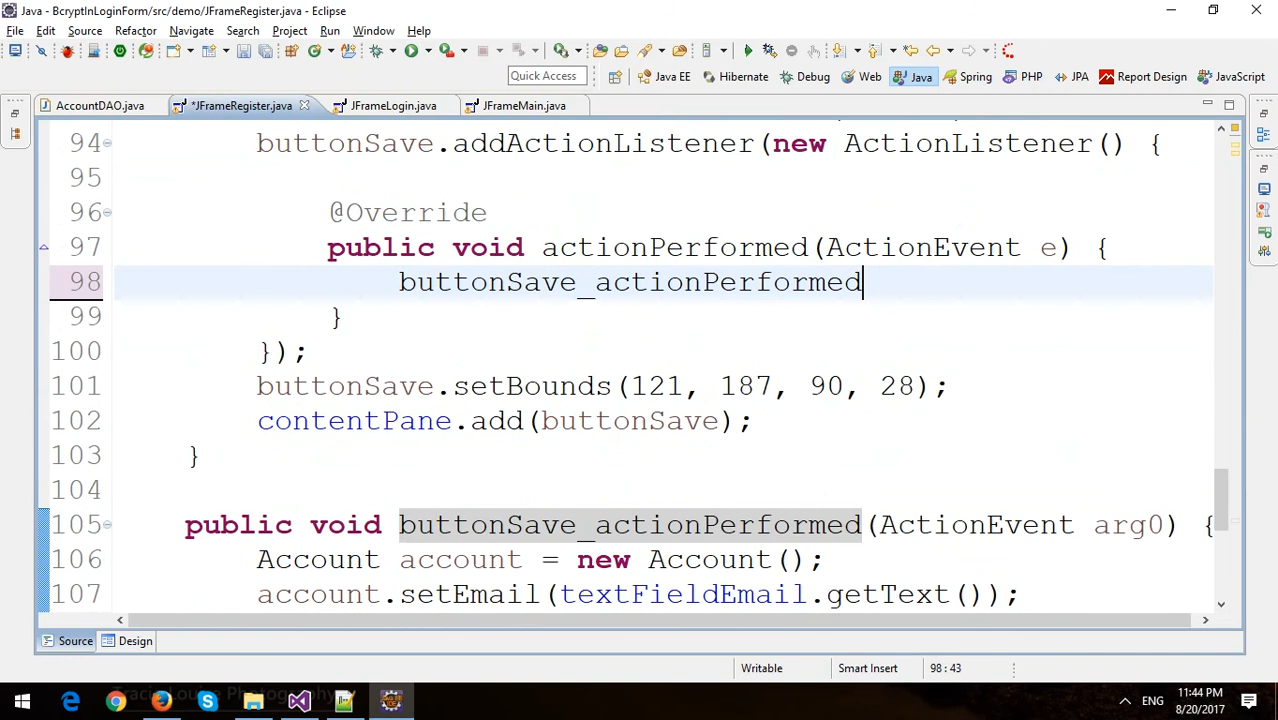 Java - BcryptInLoginForm/src/demo/JFrameRegister.java - Eclipse
File Edit Source Refactor Navigate Search Project Run Window Help
Quick Access Java EE Hibernate Debug Web Java Spring PHP JPA Report Design JavaScript
AccountDAO.java *JFrameRegister.java JFrameLogin.java JFrameMain.java
94 buttonSave.addActionListener(new ActionListener() {
95
96 @Override
97 public void actionPerformed(ActionEvent e) {
98 buttonSave_actionPerformed
99 }
100 });
101 buttonSave.setBounds(121, 187, 90, 28);
102 contentPane.add(buttonSave);
103 }
104
105 public void buttonSave_actionPerformed(ActionEvent arg0) {
106 Account account = new Account();
107 account.setEmail(textFieldEmail.getText());
Source Design
Writable Smart Insert 98 : 43
ENG 11:44 PM
8/20/2017